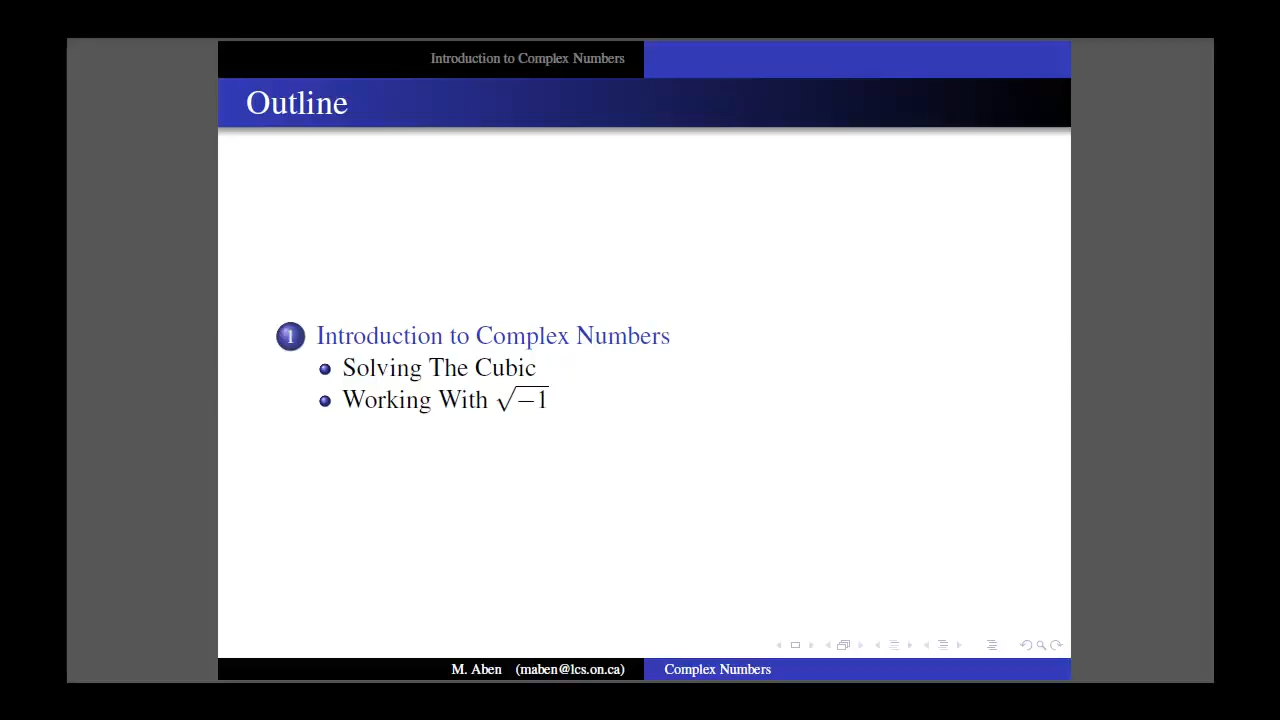 Introduction to Complex Numbers
Outline
1 Introduction to Complex Numbers
Solving The Cubic
Working With √−1
M. Aben (maben@lcs.on.ca) Complex Numbers